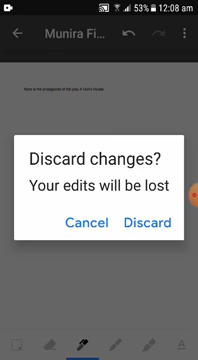 53% 12:08 am
Munira Fi...
Nora is the protagonist of the play A Doll's House.
Discard changes?
Your edits will be lost
Cancel Discard
A